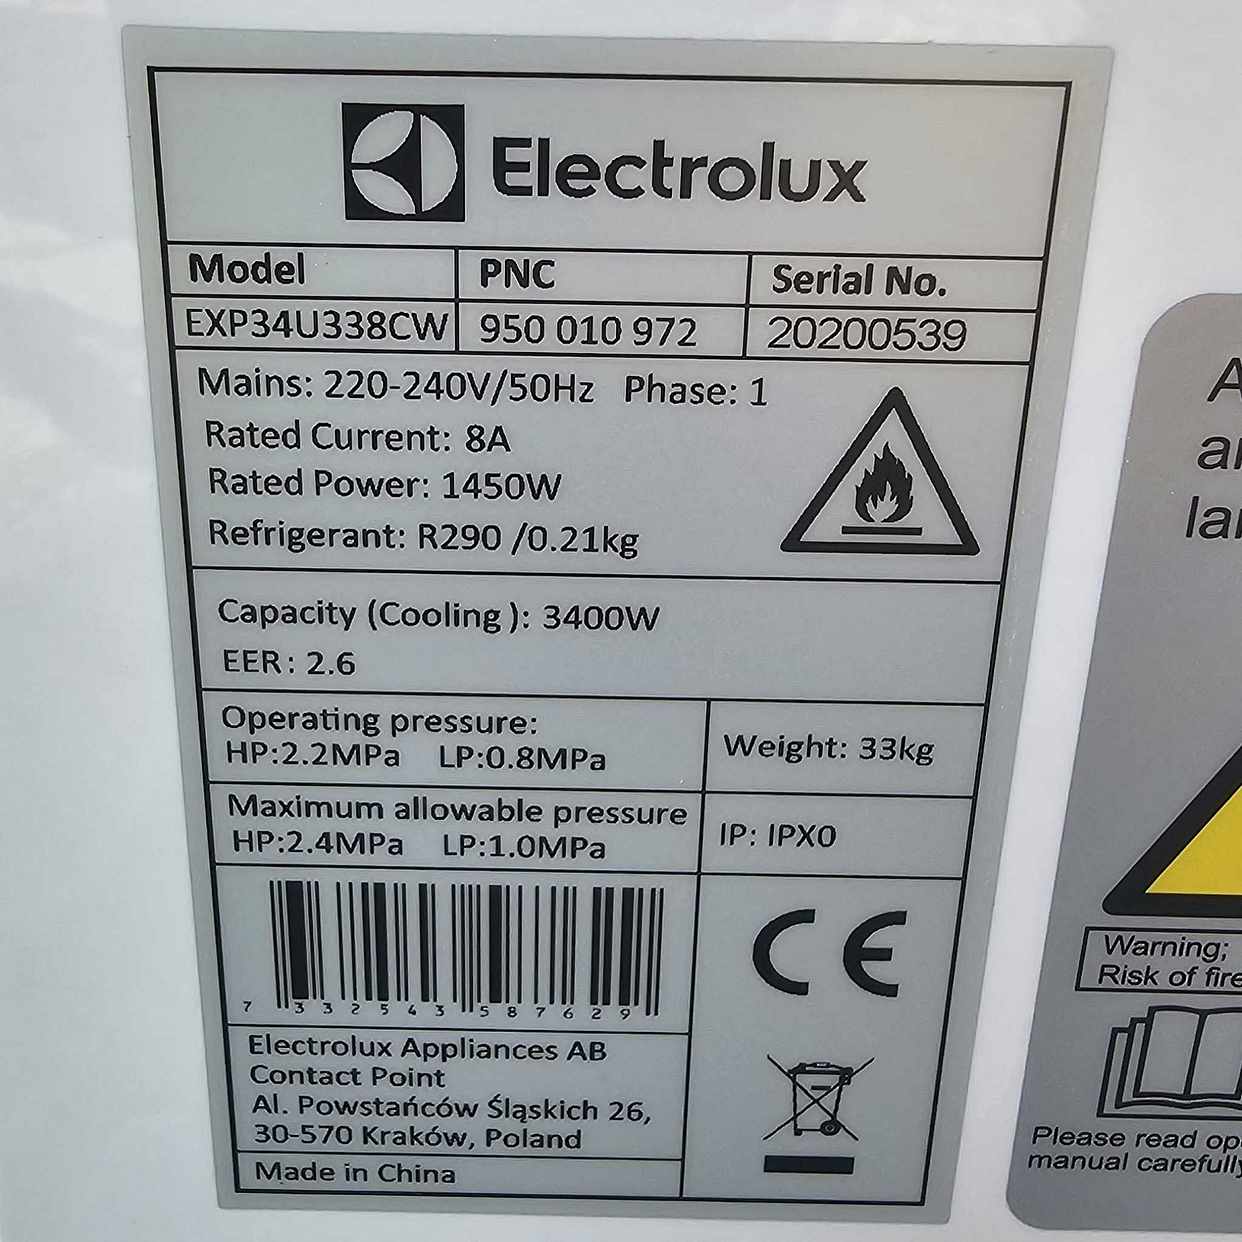 Electrolux
Model PNC Serial No.
EXP34U338CW 950 010 972 20200539
Mains: 220-240V/50Hz Phase: 1
Rated Current: 8A
Rated Power: 1450W
Refrigerant: R290 /0.21kg
Capacity (Cooling ): 3400W
EER: 2.6
Operating pressure:
HP:2.2MPa LP:0.8MPa
Weight: 33kg
Maximum allowable pressure
HP:2.4MPa LP:1.0MPa
IP: IPX0
CE
7 332543 587629
Electrolux Appliances AB
Contact Point
Al. Powstańców Śląskich 26,
30-570 Kraków, Poland
Made in China
Warning;
Risk of fire
Please read
manual carefully